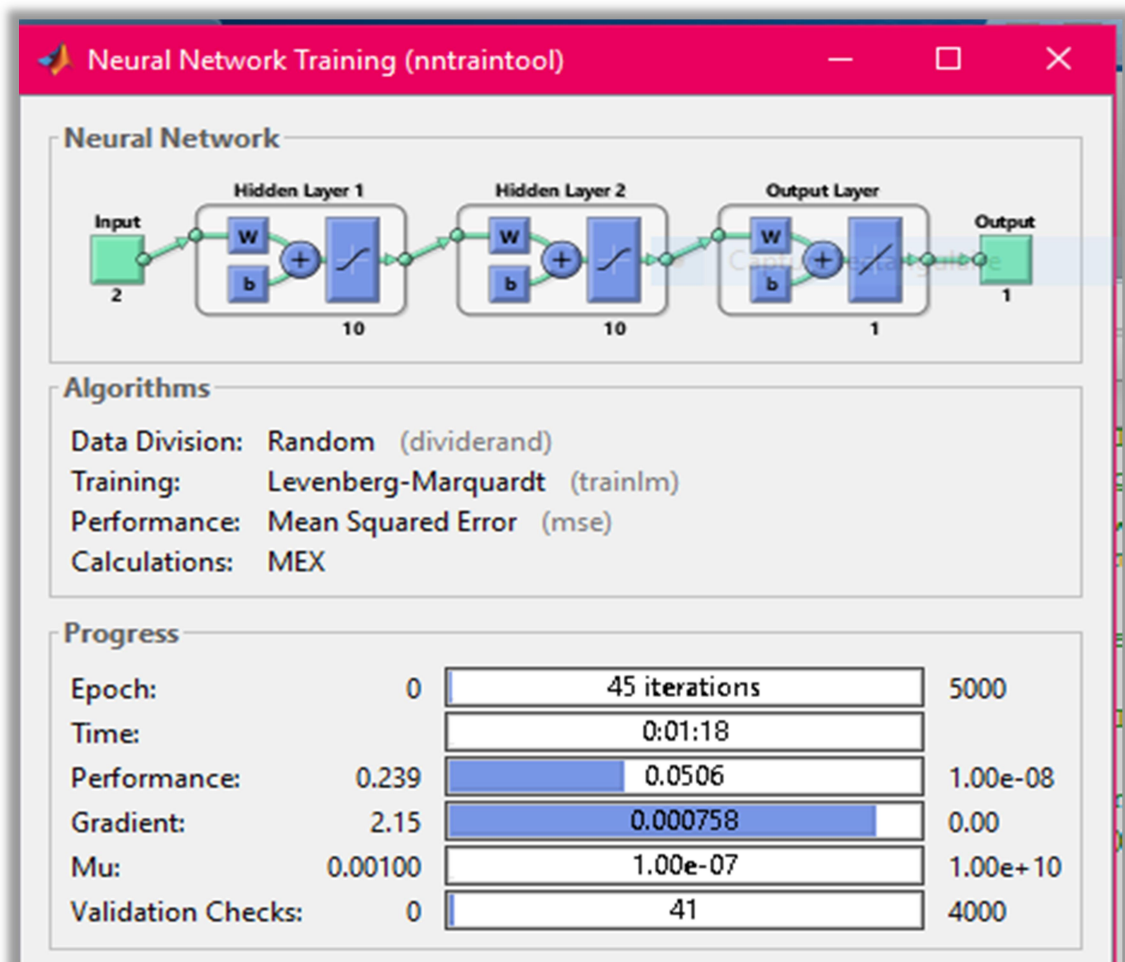 Neural Network Training (nntraintool)
Neural Network
Hidden Layer 1 Hidden Layer 2 Output Layer
Input Output
W W W
b b b
2 1
10 10 1
Algorithms
Data Division: Random (dividerand)
Training: Levenberg-Marquardt (trainlm)
Performance: Mean Squared Error (mse)
Calculations: MEX
Progress
Epoch: 0 45 iterations 5000
Time: 0:01:18
Performance: 0.239 0.0506 1.00e-08
Gradient: 2.15 0.000758 0.00
Mu: 0.00100 1.00e-07 1.00e+10
Validation Checks: 0 41 4000